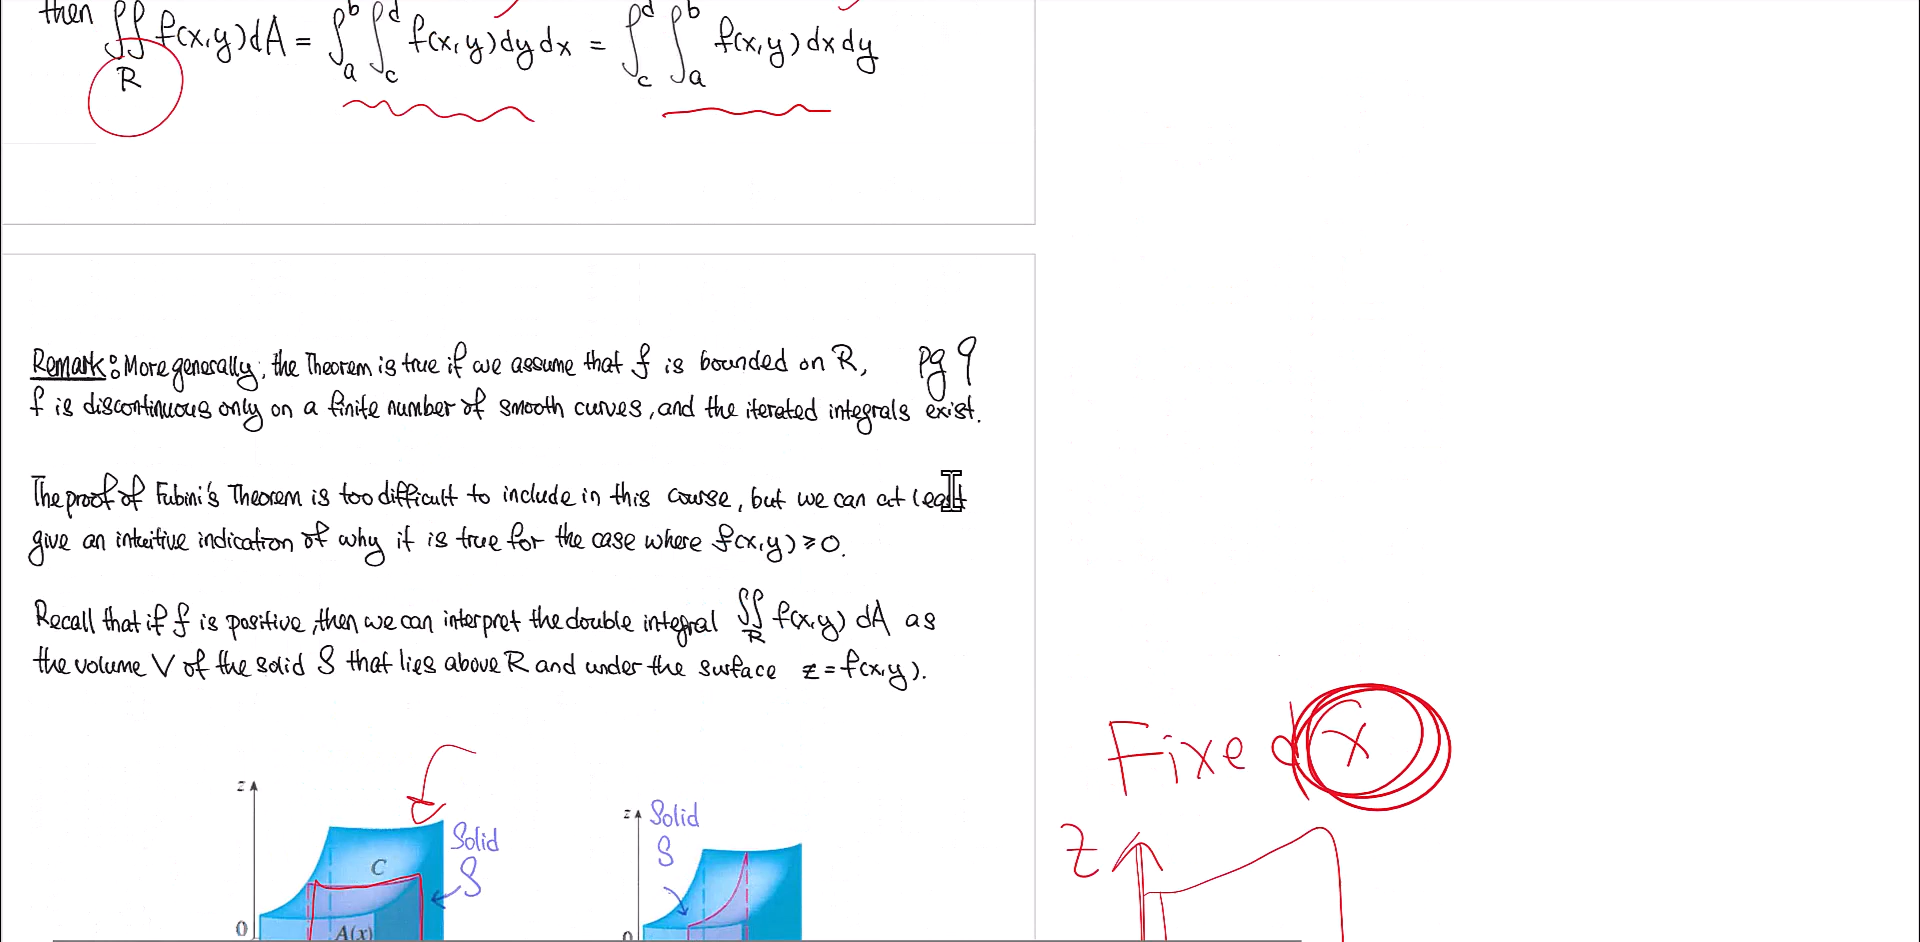 then ∬_R f(x,y)dA = ∫_a^b ∫_c^d f(x,y)dydx = ∫_c^d ∫_a^b f(x,y)dxdy
Remark: More generally, the Theorem is true if we assume that f is bounded on R, pg 9
f is discontinuous only on a finite number of smooth curves, and the iterated integrals exist.
The proof of Fubini's Theorem is too difficult to include in this course, but we can at least
give an intuitive indication of why it is true for the case where f(x,y) ≥ 0.
Recall that if f is positive, then we can interpret the double integral ∬_R f(x,y) dA as
the volume V of the solid S that lies above R and under the surface z = f(x,y).
Fixed x
z
z
Solid
S
Solid
S
C
0
A(x)
0
z